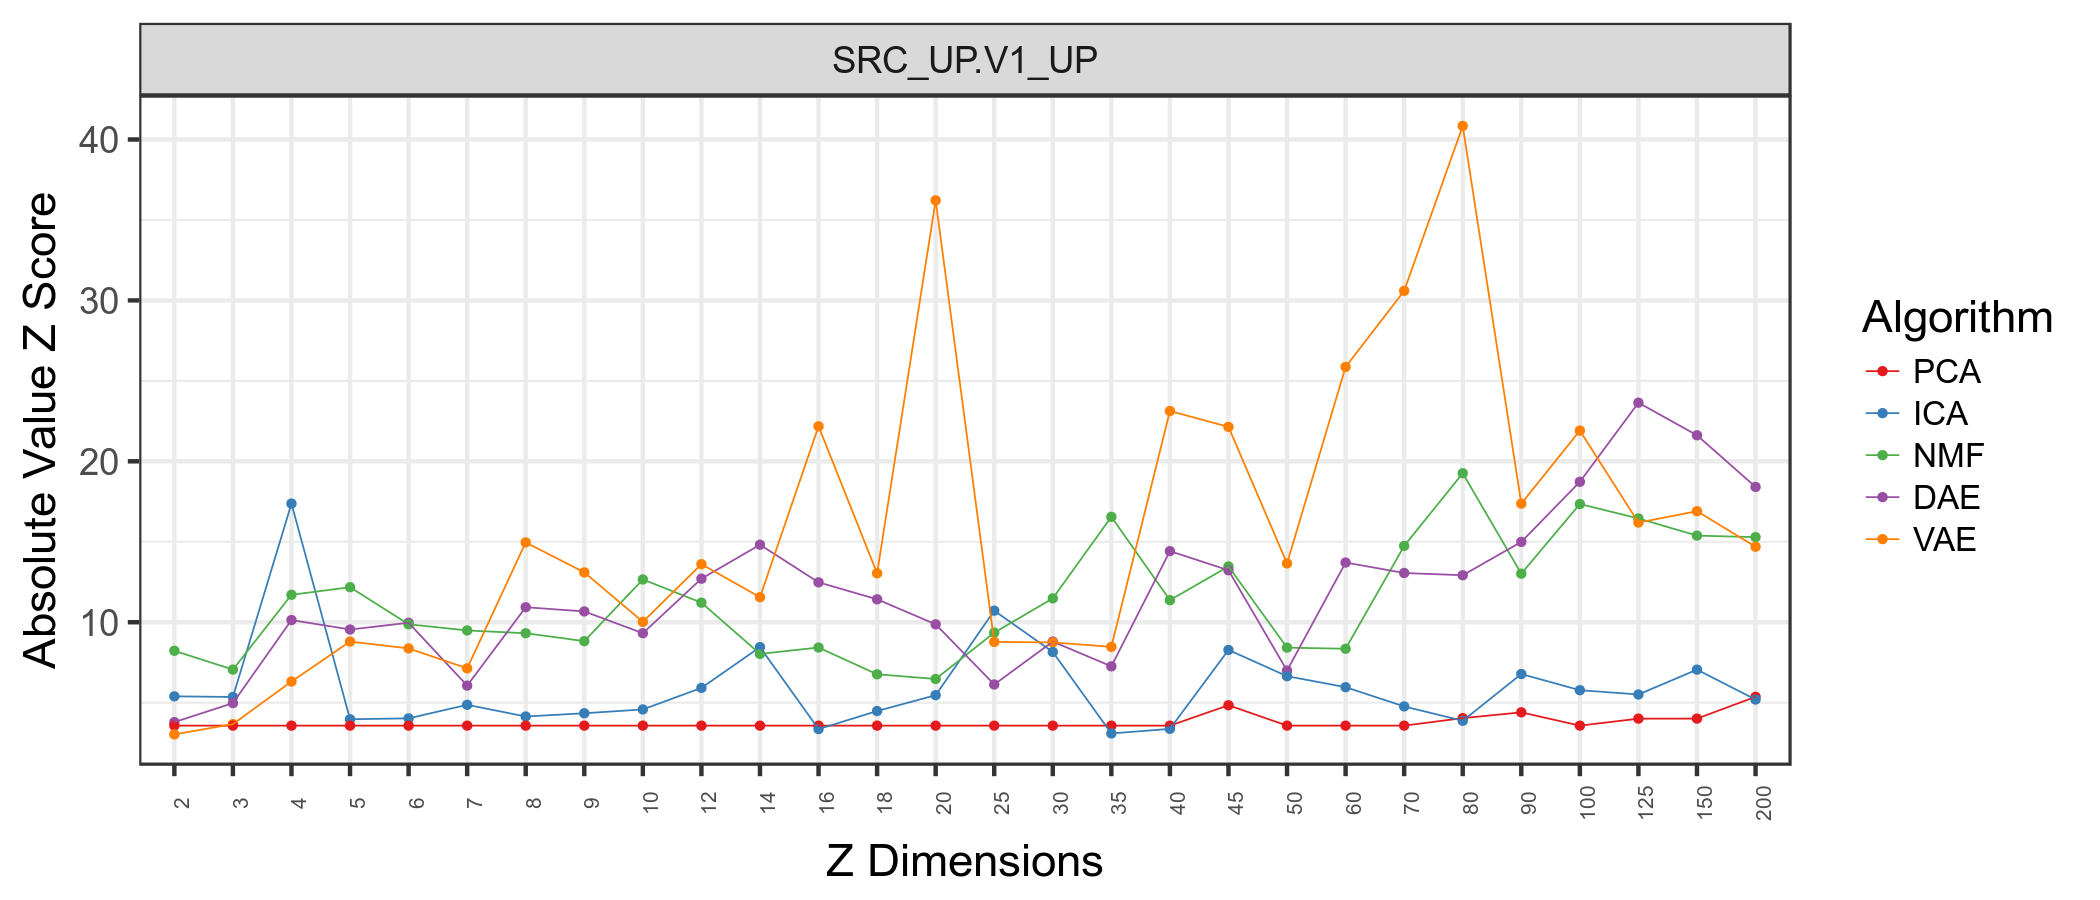 SRC_UP.V1_UP
Absolute Value Z Score
40
30
20
10
2 3 4 5 6 7 8 9 10 12 14 16 18 20 25 30 35 40 45 50 60 70 80 90 100 125 150 200
Z Dimensions
Algorithm
PCA
ICA
NMF
DAE
VAE